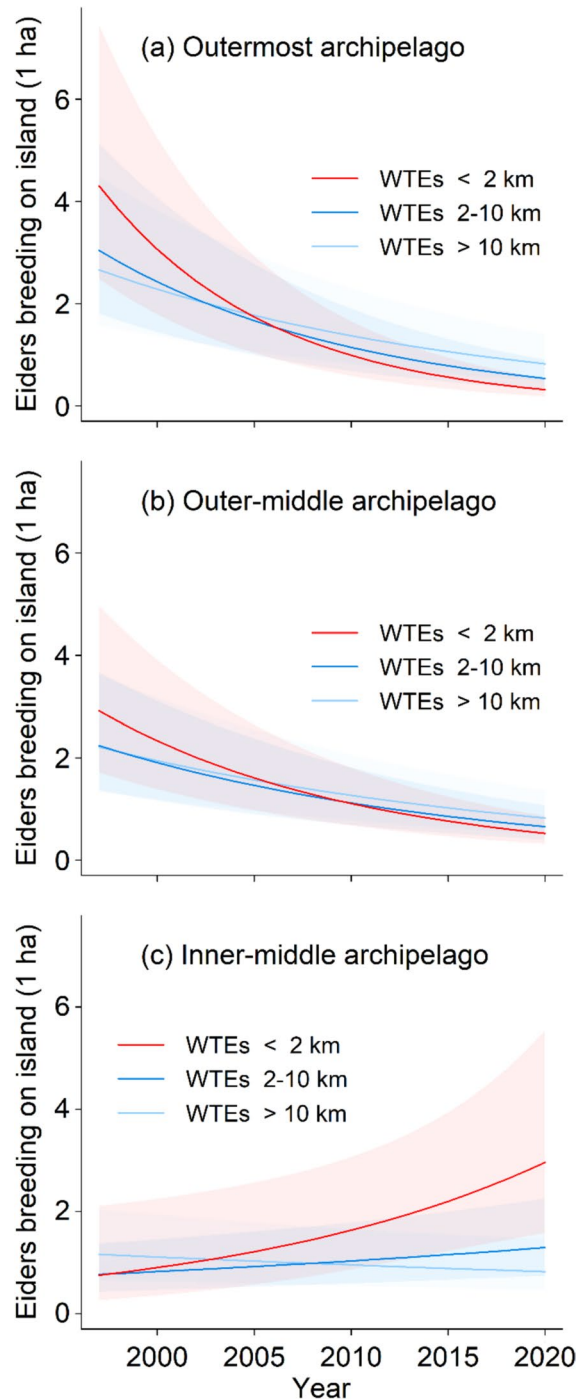 (a) Outermost archipelago
Eiders breeding on island (1 ha)
6
4
2
0
WTEs < 2 km
WTEs 2-10 km
WTEs > 10 km
(b) Outer-middle archipelago
Eiders breeding on island (1 ha)
6
4
2
0
WTEs < 2 km
WTEs 2-10 km
WTEs > 10 km
(c) Inner-middle archipelago
Eiders breeding on island (1 ha)
6
4
2
0
WTEs < 2 km
WTEs 2-10 km
WTEs > 10 km
2000 2005 2010 2015 2020
Year